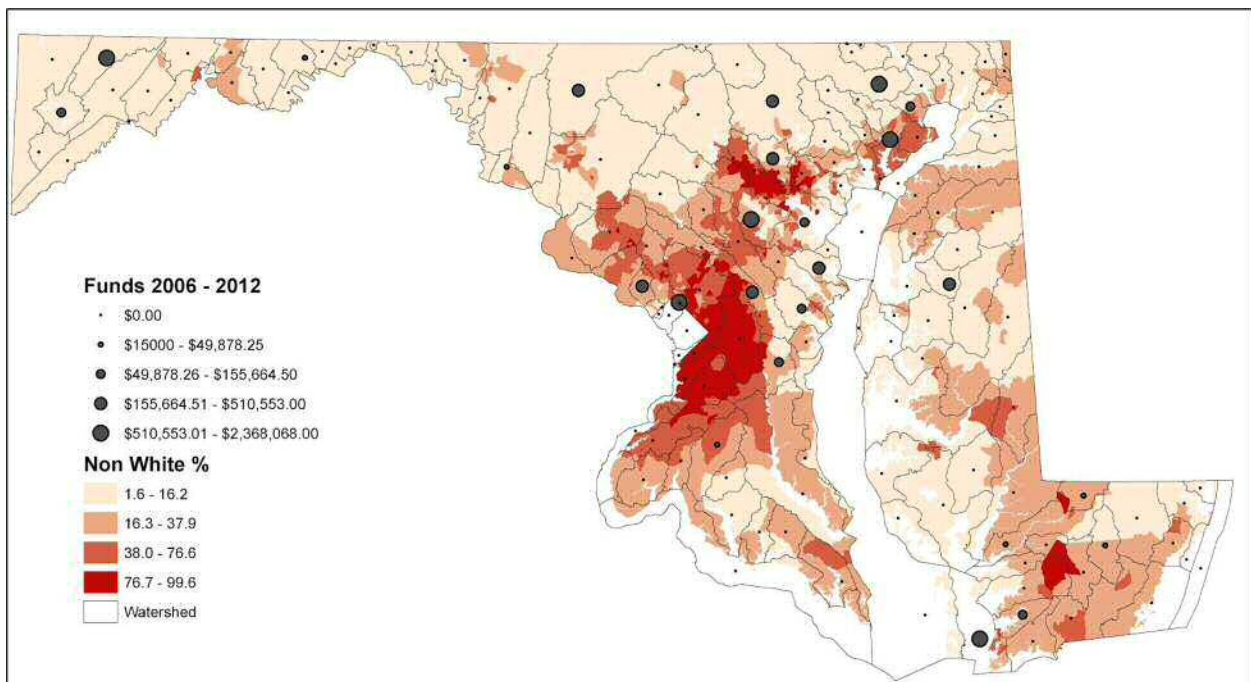 Funds 2006 - 2012
$0.00
$15000 - $49,878.25
$49,878.26 - $155,664.50
$155,664.51 - $510,553.00
$510,553.01 - $2,368,068.00
Non White %
1.6 - 16.2
16.3 - 37.9
38.0 - 76.6
76.7 - 99.6
Watershed